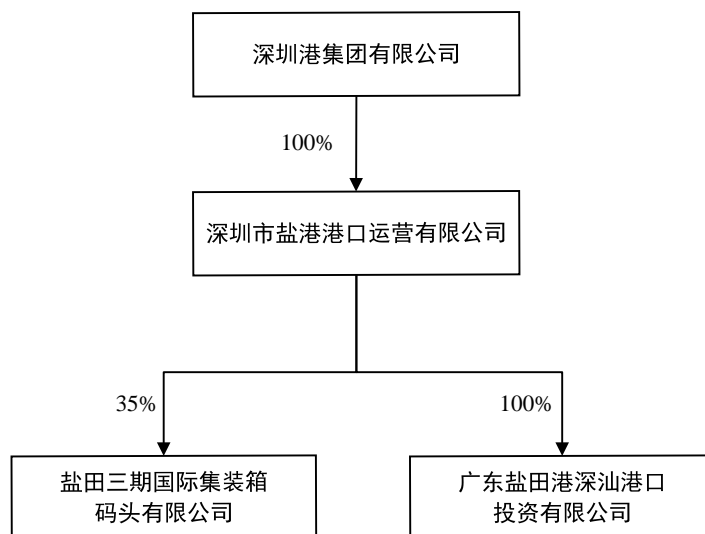 深圳港集团有限公司
100%
深圳市盐港港口运营有限公司
35%
100%
盐田三期国际集装箱
码头有限公司
广东盐田港深汕港口
投资有限公司